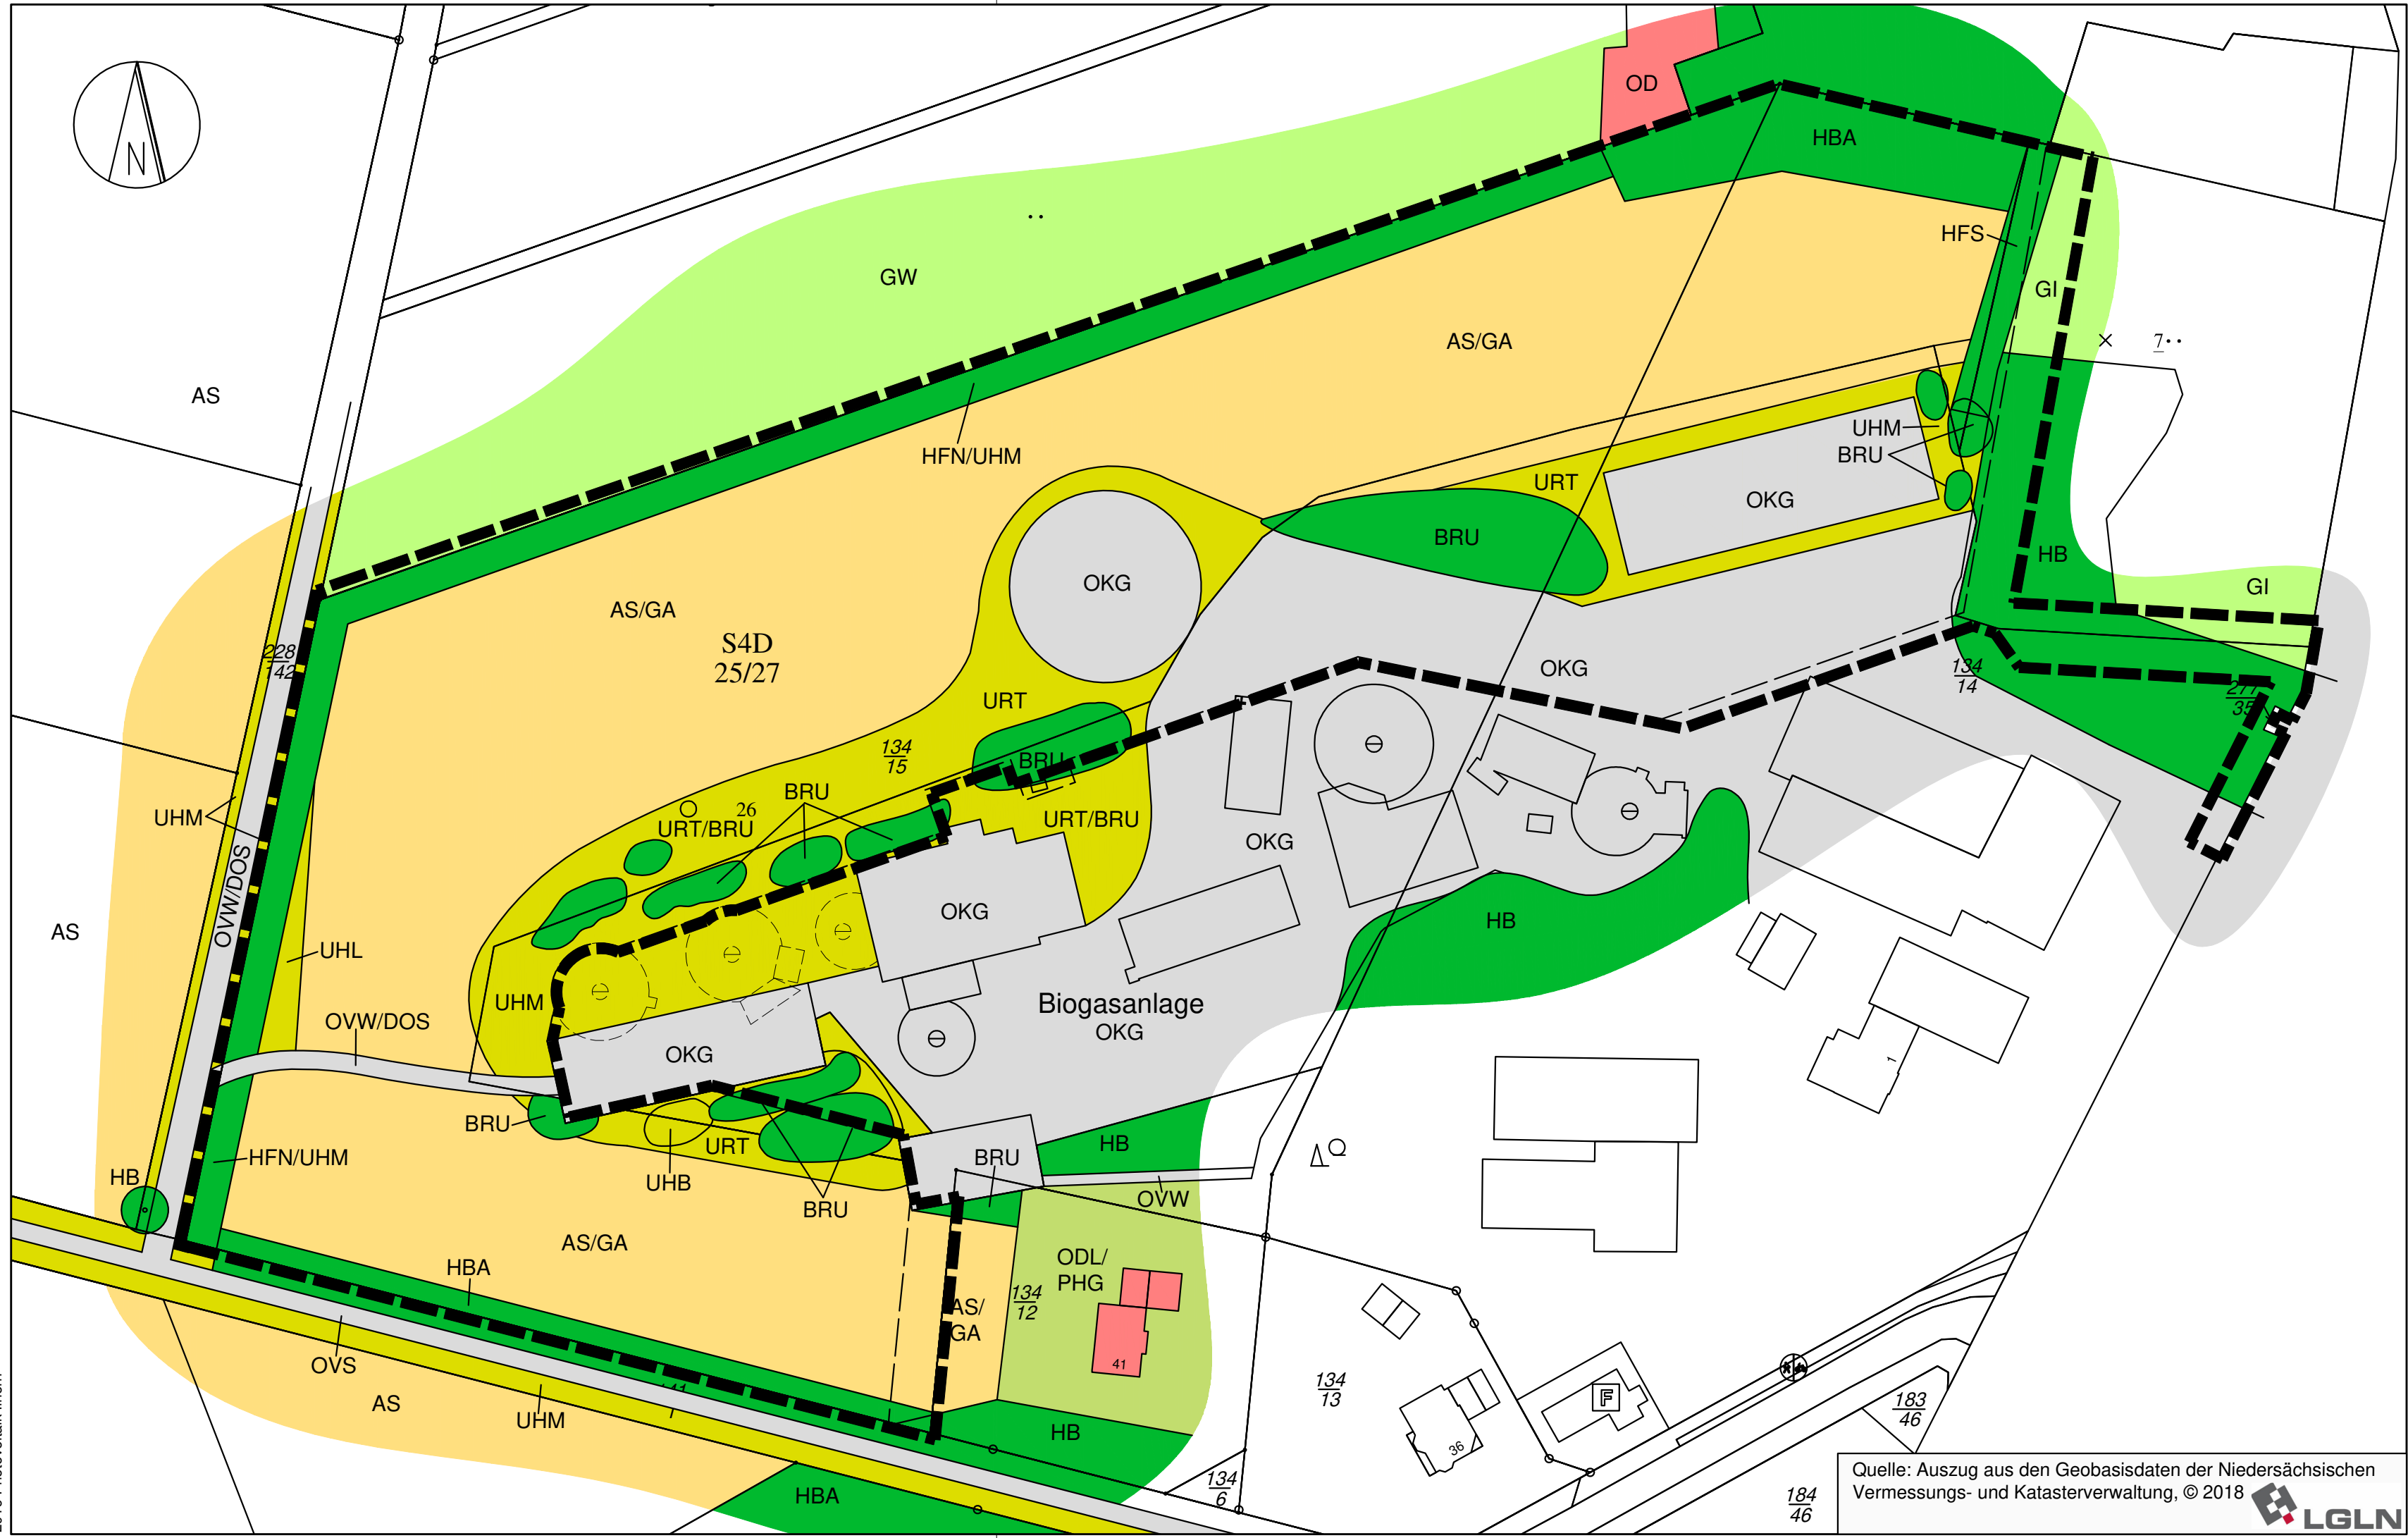 N
OD
HBA
HFS
GW
GI
7
AS/GA
AS
HFN/UHM
UHM
BRU
URT
OKG
BRU
OKG
HB
GI
AS/GA
S4D
25/27
228
142
OKG
134
14
277
35
URT
134
15
BRU
BRU
26
URT/BRU
URT/BRU
UHM
OKG
OVW/DOS
OKG
HB
AS
UHL
UHM
OVW/DOS
Biogasanlage
OKG
OKG
1
BRU
HFN/UHM
URT
BRU
HB
HB
UHB
OVW
BRU
AS/GA
ODL/
PHG
HBA
134
12
AS/
GA
41
OVS
AS
UHM
134
13
F
183
46
HB
36
134
6
HBA
184
46
Quelle: Auszug aus den Geobasisdaten der Niedersächsischen
Vermessungs- und Katasterverwaltung, © 2018
LGLN